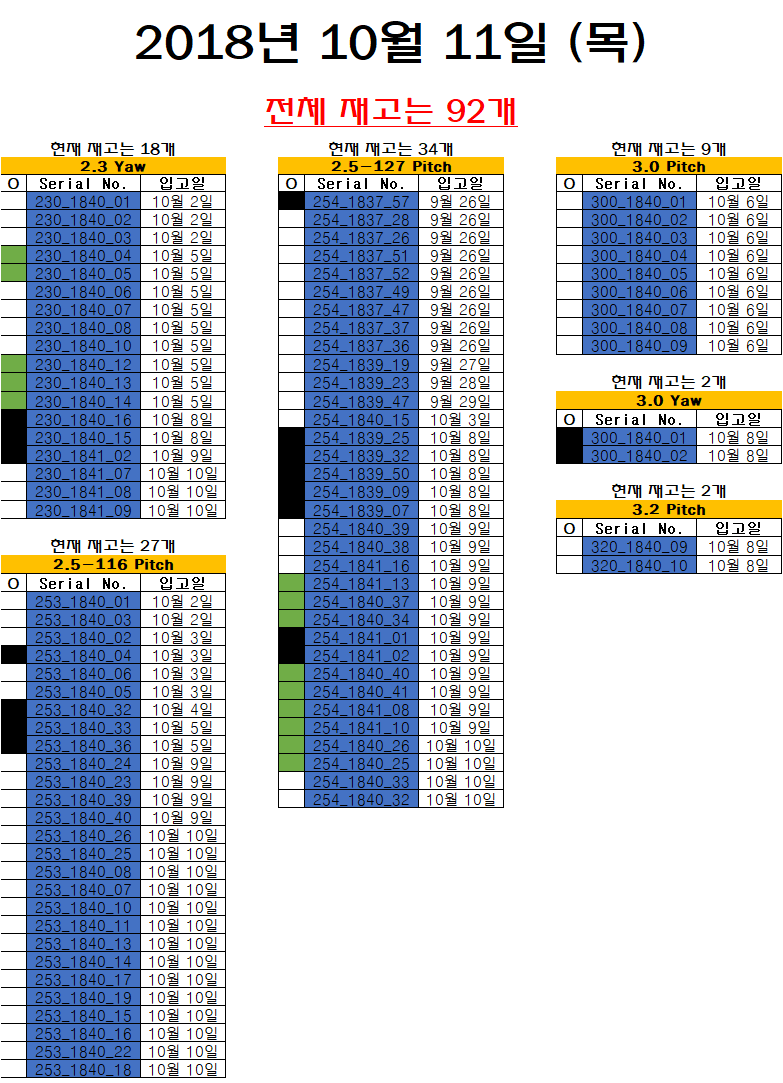 2018년 10월 11일 (목)
전체 재고는 92개
현재 재고는 18개
2.3 Yaw
O Serial No. 입고일
230_1840_01 10월 2일
230_1840_02 10월 2일
230_1840_03 10월 2일
230_1840_04 10월 5일
230_1840_05 10월 5일
230_1840_06 10월 5일
230_1840_07 10월 5일
230_1840_08 10월 5일
230_1840_10 10월 5일
230_1840_12 10월 5일
230_1840_13 10월 5일
230_1840_14 10월 5일
230_1840_16 10월 8일
230_1840_15 10월 8일
230_1841_02 10월 9일
230_1841_07 10월 10일
230_1841_08 10월 10일
230_1841_09 10월 10일
현재 재고는 27개
2.5-116 Pitch
O Serial No. 입고일
253_1840_01 10월 2일
253_1840_03 10월 2일
253_1840_02 10월 3일
253_1840_04 10월 3일
253_1840_06 10월 3일
253_1840_05 10월 3일
253_1840_32 10월 4일
253_1840_33 10월 5일
253_1840_36 10월 5일
253_1840_24 10월 9일
253_1840_23 10월 9일
253_1840_39 10월 9일
253_1840_40 10월 9일
253_1840_26 10월 10일
253_1840_25 10월 10일
253_1840_08 10월 10일
253_1840_07 10월 10일
253_1840_10 10월 10일
253_1840_11 10월 10일
253_1840_13 10월 10일
253_1840_14 10월 10일
253_1840_17 10월 10일
253_1840_19 10월 10일
253_1840_15 10월 10일
253_1840_16 10월 10일
253_1840_22 10월 10일
253_1840_18 10월 10일
현재 재고는 34개
2.5-127 Pitch
O Serial No. 입고일
254_1837_57 9월 26일
254_1837_28 9월 26일
254_1837_26 9월 26일
254_1837_51 9월 26일
254_1837_52 9월 26일
254_1837_49 9월 26일
254_1837_47 9월 26일
254_1837_37 9월 26일
254_1837_36 9월 26일
254_1839_19 9월 27일
254_1839_23 9월 28일
254_1839_47 9월 29일
254_1840_15 10월 3일
254_1839_25 10월 8일
254_1839_32 10월 8일
254_1839_50 10월 8일
254_1839_09 10월 8일
254_1839_07 10월 8일
254_1840_39 10월 9일
254_1840_38 10월 9일
254_1841_16 10월 9일
254_1841_13 10월 9일
254_1840_37 10월 9일
254_1840_34 10월 9일
254_1841_01 10월 9일
254_1841_02 10월 9일
254_1840_40 10월 9일
254_1840_41 10월 9일
254_1841_08 10월 9일
254_1841_10 10월 9일
254_1840_26 10월 10일
254_1840_25 10월 10일
254_1840_33 10월 10일
254_1840_32 10월 10일
현재 재고는 9개
3.0 Pitch
O Serial No. 입고일
300_1840_01 10월 6일
300_1840_02 10월 6일
300_1840_03 10월 6일
300_1840_04 10월 6일
300_1840_05 10월 6일
300_1840_06 10월 6일
300_1840_07 10월 6일
300_1840_08 10월 6일
300_1840_09 10월 6일
현재 재고는 2개
3.0 Yaw
O Serial No. 입고일
300_1840_01 10월 8일
300_1840_02 10월 8일
현재 재고는 2개
3.2 Pitch
O Serial No. 입고일
320_1840_09 10월 8일
320_1840_10 10월 8일